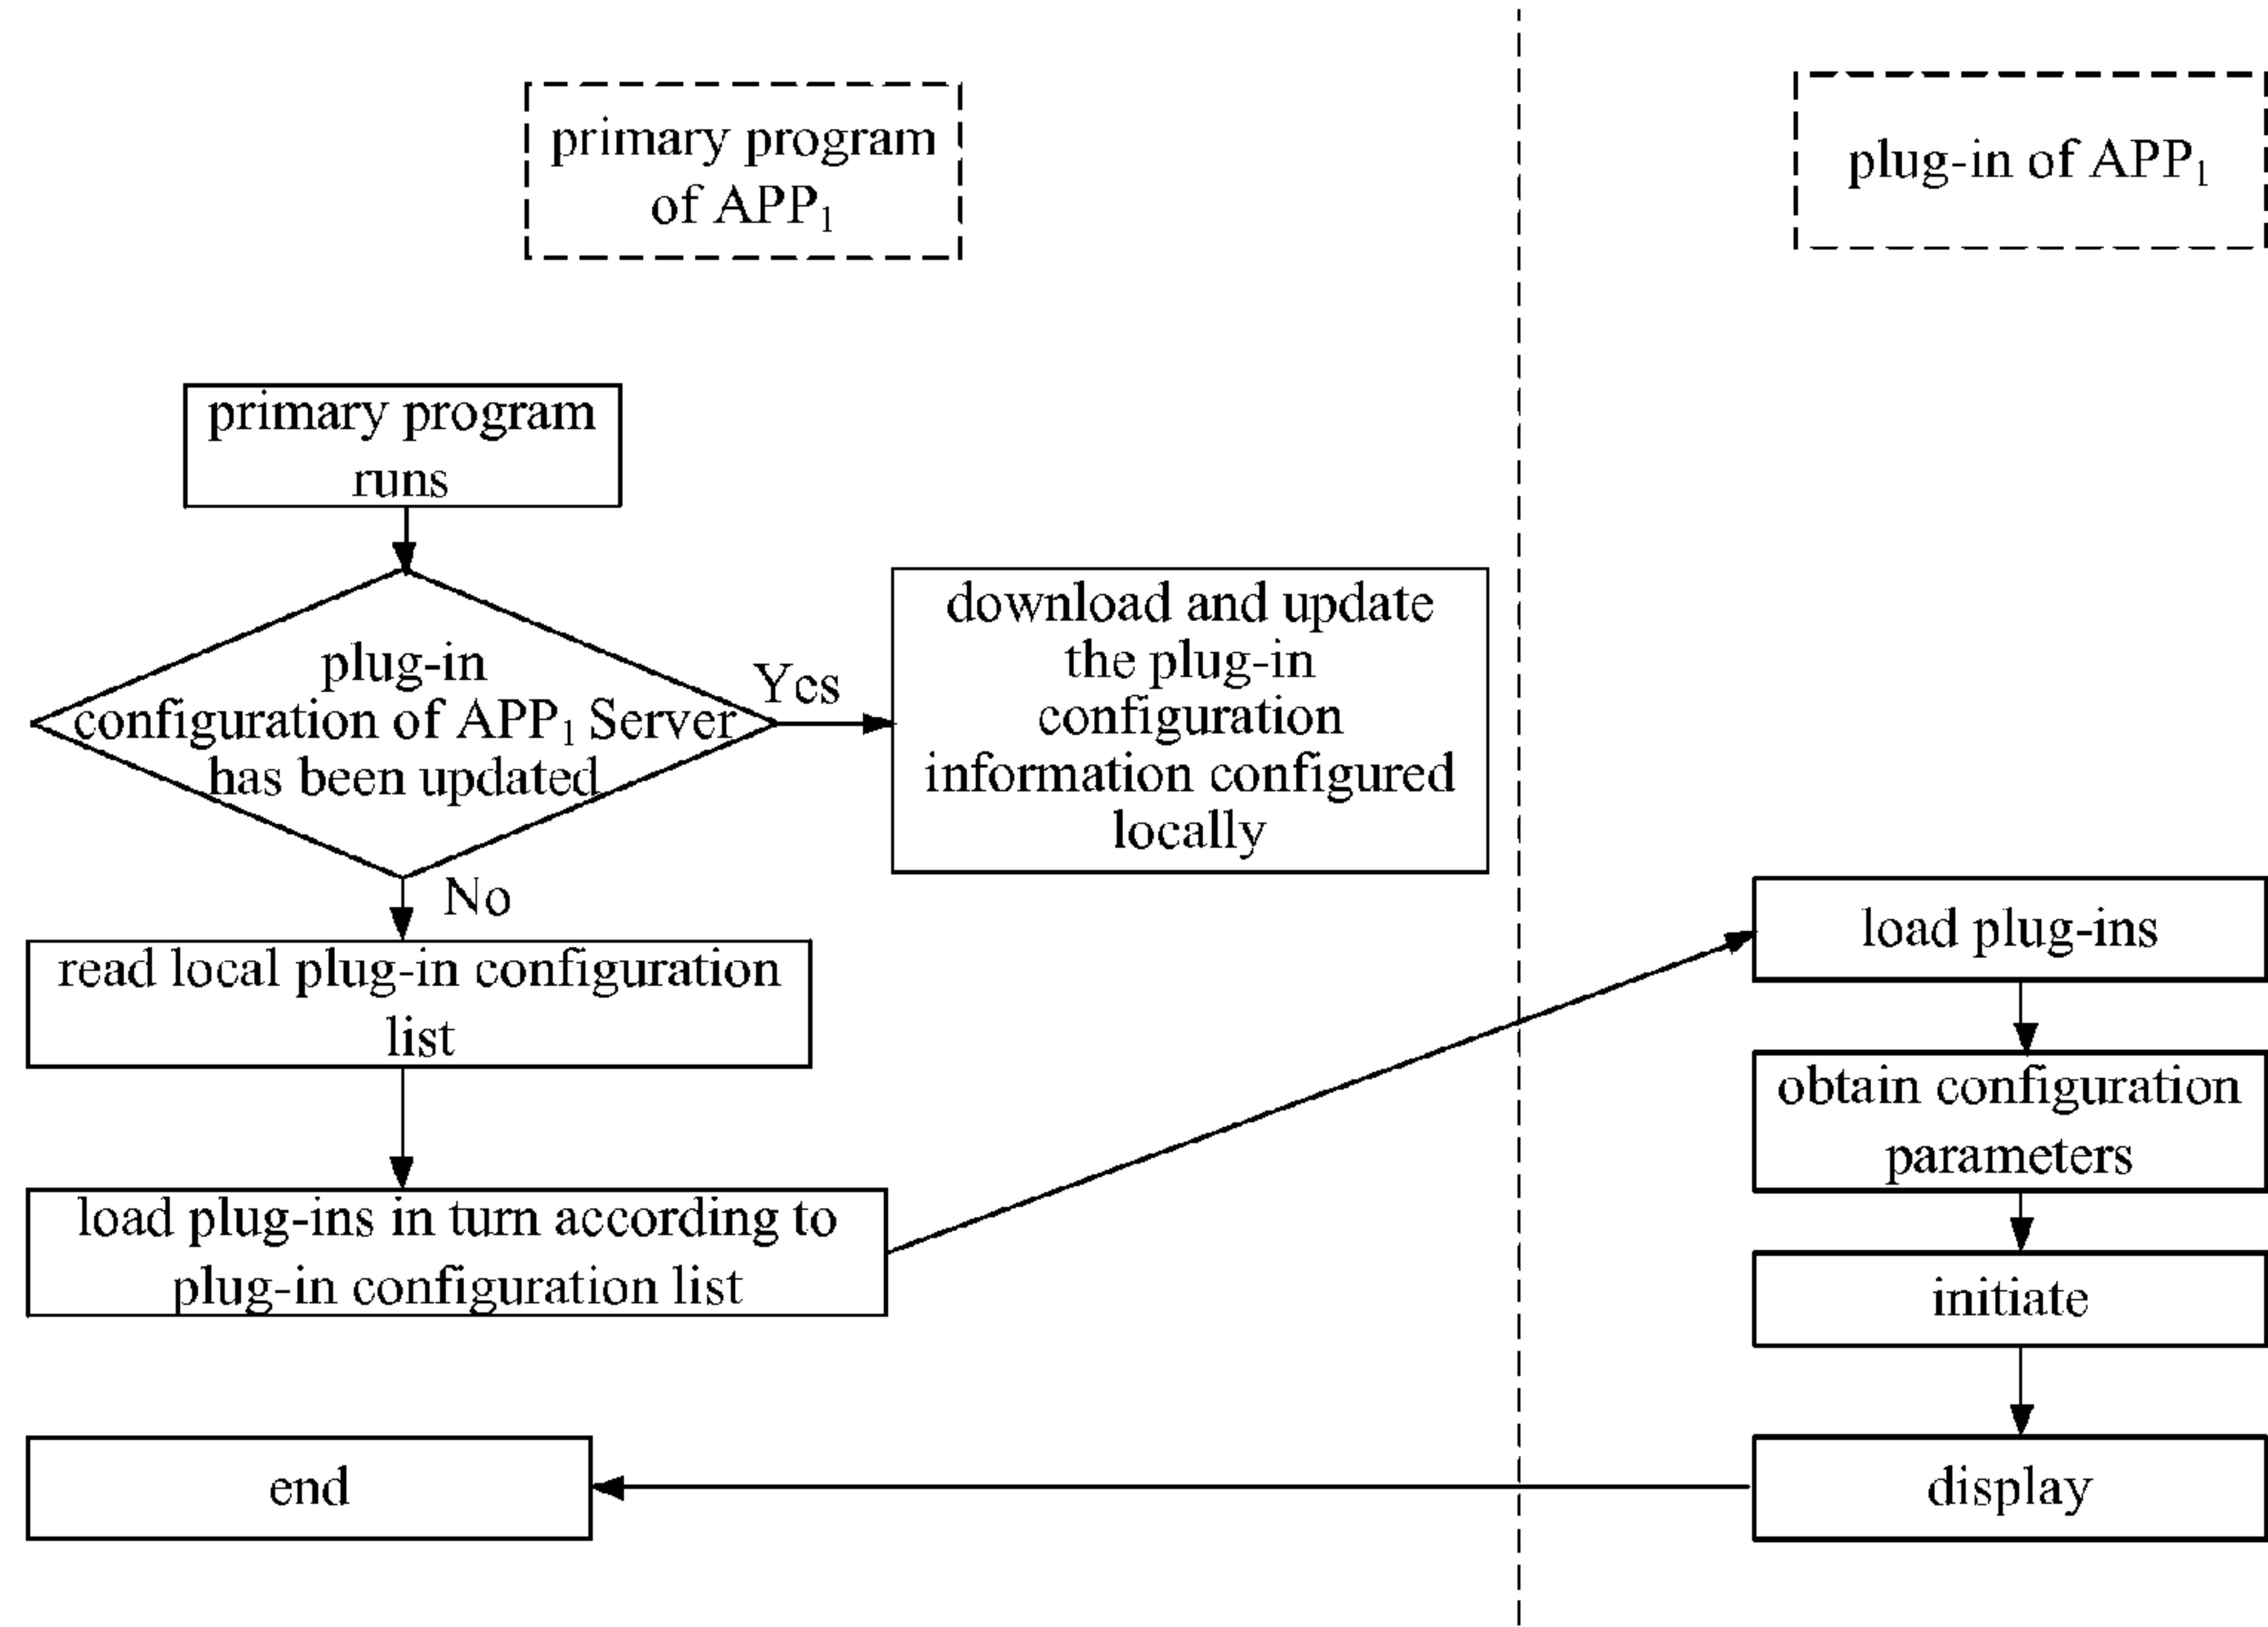 primary program
of APP₁
plug-in of APP₁
primary program
runs
plug-in
configuration of APP₁ Server
has been updated
Yes
download and update
the plug-in
configuration
information configured
locally
No
read local plug-in configuration
list
load plug-ins in turn according to
plug-in configuration list
load plug-ins
obtain configuration
parameters
initiate
display
end